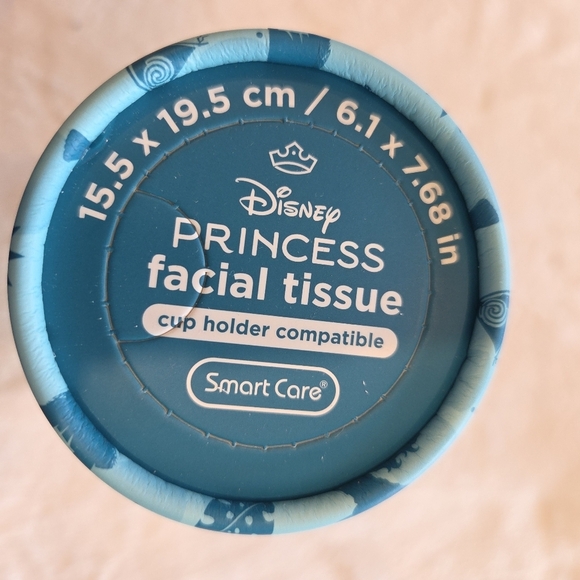 15.5 x 19.5 cm / 6.1 x 7.68 in
Disney
PRINCESS
facial tissue
cup holder compatible
Smart Care®